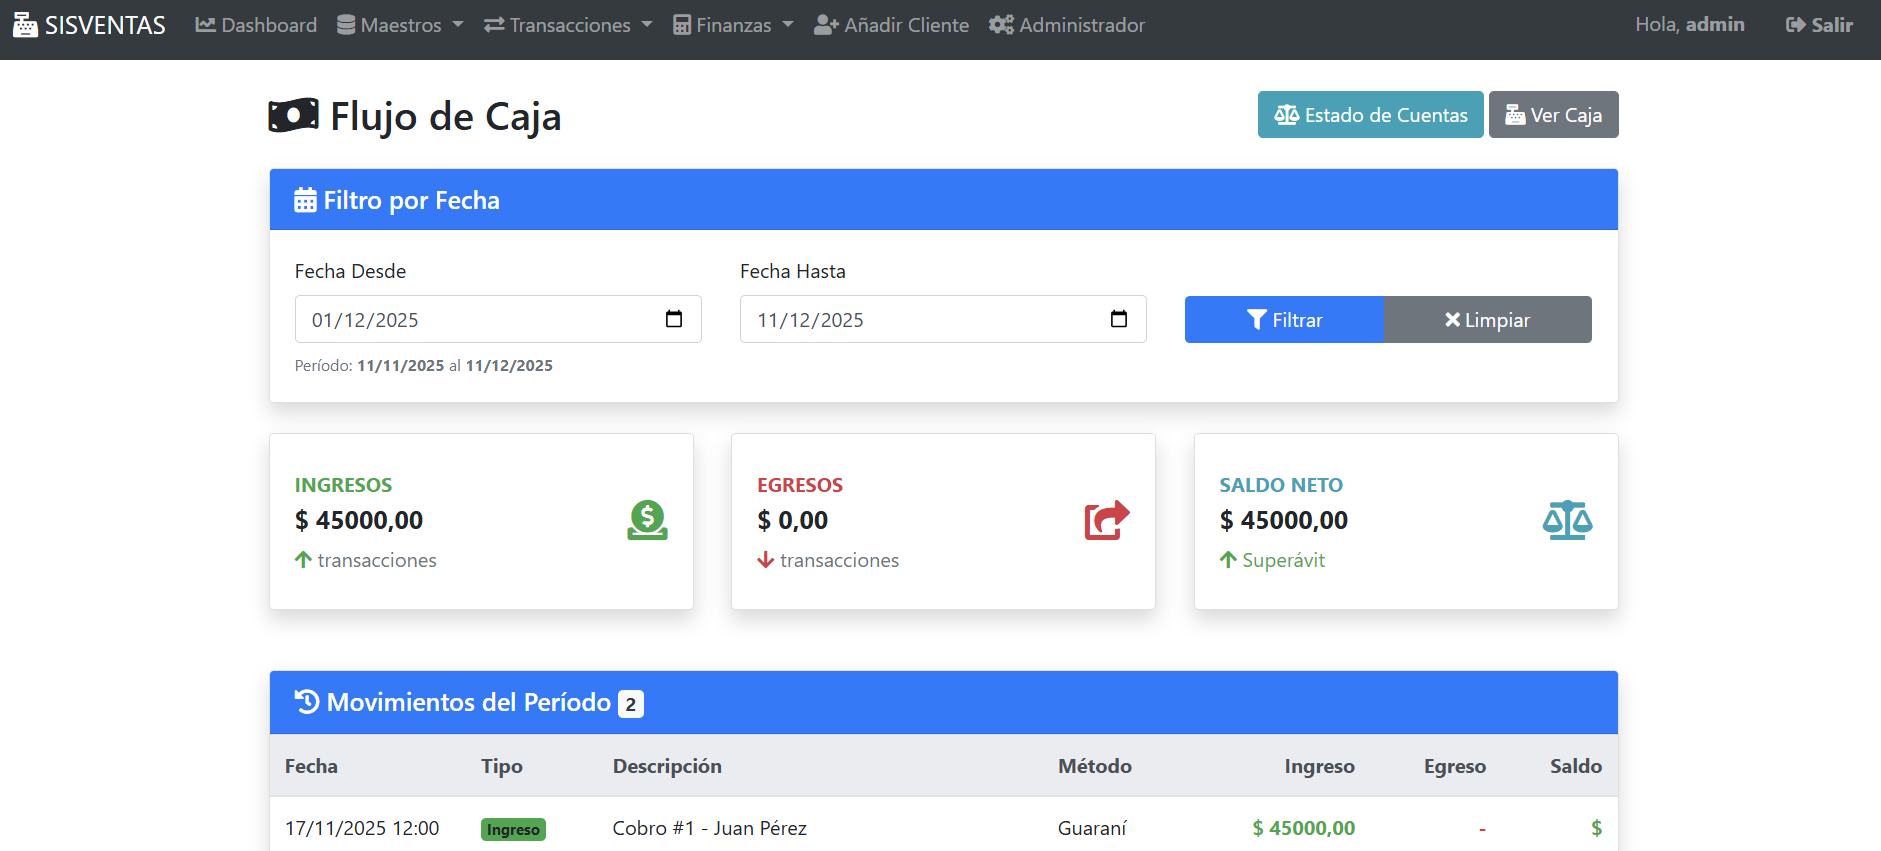 SISVENTAS Dashboard Maestros Transacciones Finanzas Añadir Cliente Administrador Hola, admin Salir
Flujo de Caja
Estado de Cuentas Ver Caja
Filtro por Fecha
Fecha Desde Fecha Hasta
01/12/2025 11/12/2025 Filtrar Limpiar
Período: 11/11/2025 al 11/12/2025
INGRESOS
$ 45000,00
transacciones
EGRESOS
$ 0,00
transacciones
SALDO NETO
$ 45000,00
Superávit
Movimientos del Período 2
Fecha Tipo Descripción Método Ingreso Egreso Saldo
17/11/2025 12:00 Ingreso Cobro #1 - Juan Pérez Guaraní $ 45000,00 - $